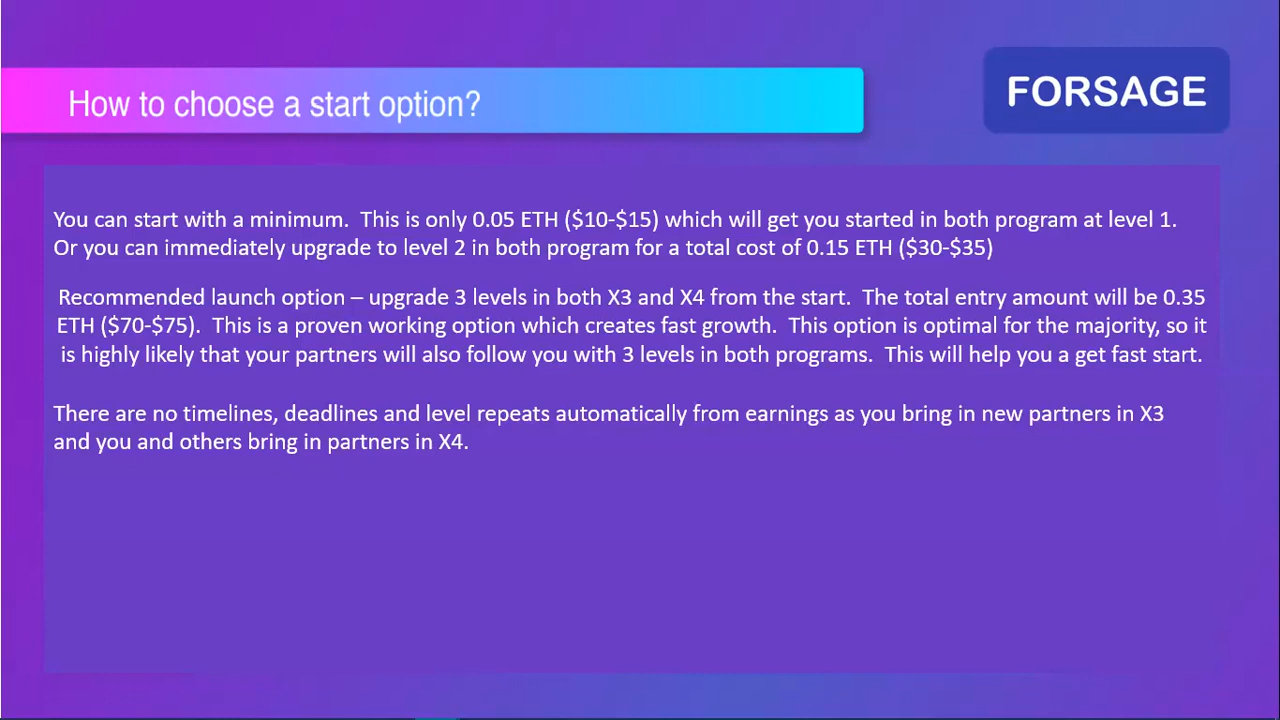 How to choose a start option?
FORSAGE
You can start with a minimum.  This is only 0.05 ETH ($10-$15) which will get you started in both program at level 1.
Or you can immediately upgrade to level 2 in both program for a total cost of 0.15 ETH ($30-$35)
Recommended launch option – upgrade 3 levels in both X3 and X4 from the start.  The total entry amount will be 0.35
ETH ($70-$75).  This is a proven working option which creates fast growth.  This option is optimal for the majority, so it
is highly likely that your partners will also follow you with 3 levels in both programs.  This will help you a get fast start.
There are no timelines, deadlines and level repeats automatically from earnings as you bring in new partners in X3
and you and others bring in partners in X4.